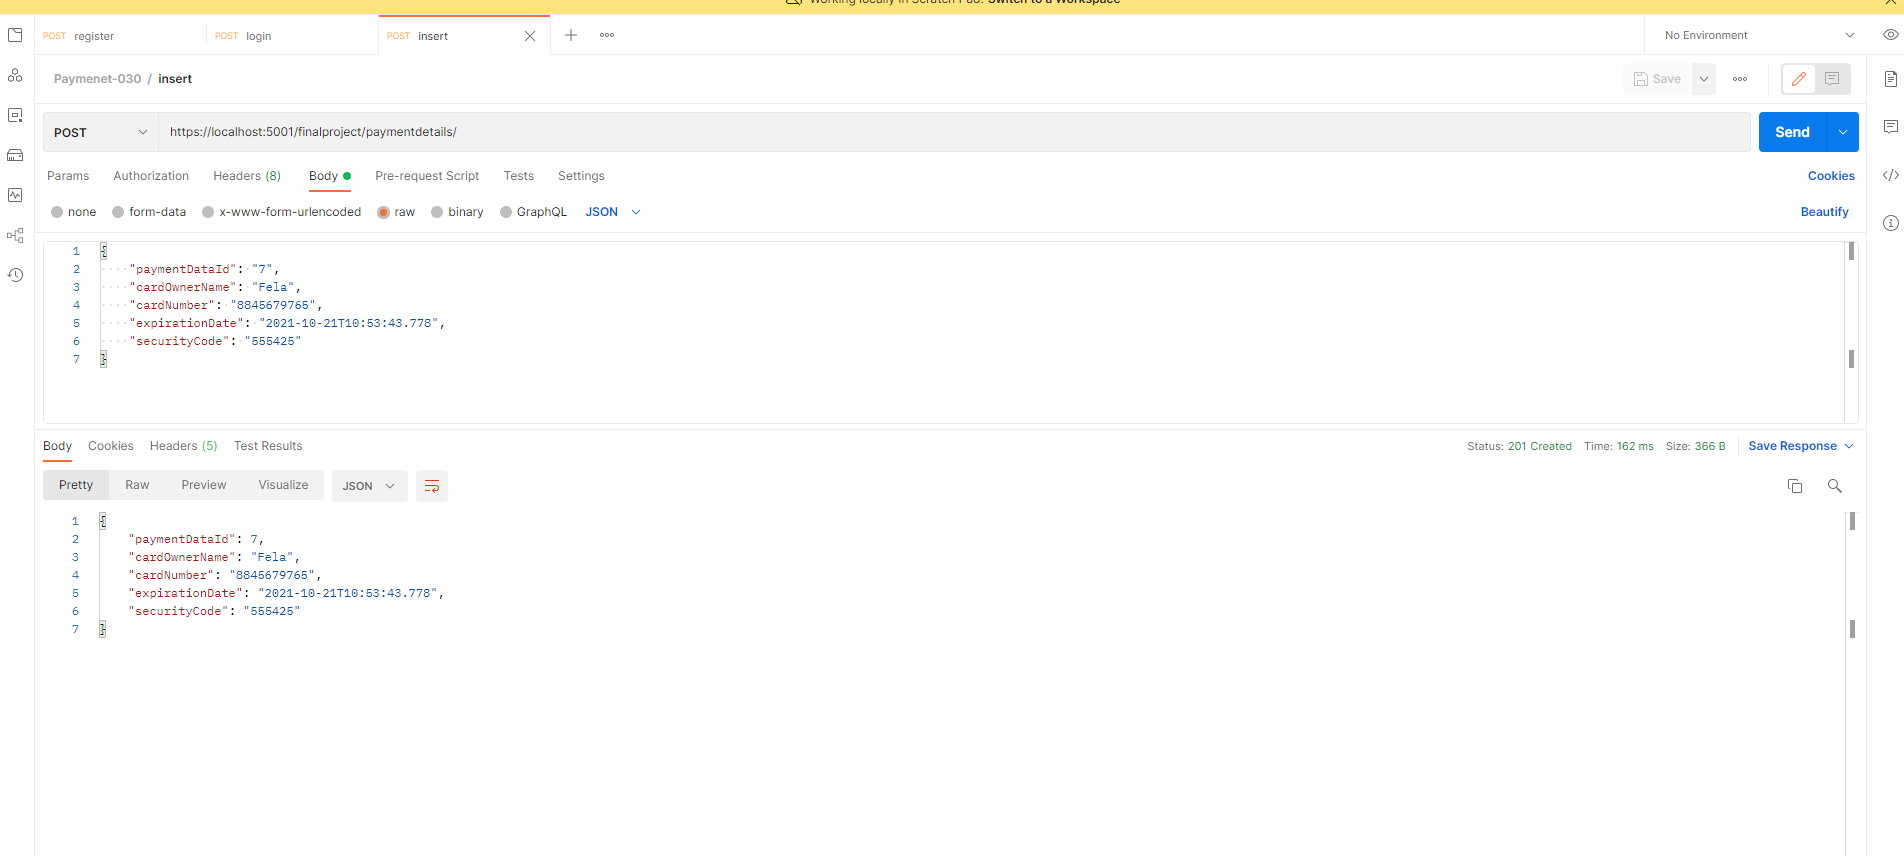 Working locally in Scratch Pad. Switch to a Workspace
POST register POST login POST insert No Environment
Paymenet-030 / insert Save
POST https://localhost:5001/finalproject/paymentdetails/ Send
Params Authorization Headers (8) Body Pre-request Script Tests Settings Cookies
none form-data x-www-form-urlencoded raw binary GraphQL JSON Beautify
1 {
2 "paymentDataId": "7",
3 "cardOwnerName": "Fela",
4 "cardNumber": "8845679765",
5 "expirationDate": "2021-10-21T10:53:43.778",
6 "securityCode": "555425"
7 }
Body Cookies Headers (5) Test Results Status: 201 Created Time: 162 ms Size: 366 B Save Response
Pretty Raw Preview Visualize JSON
1 {
2 "paymentDataId": 7,
3 "cardOwnerName": "Fela",
4 "cardNumber": "8845679765",
5 "expirationDate": "2021-10-21T10:53:43.778",
6 "securityCode": "555425"
7 }